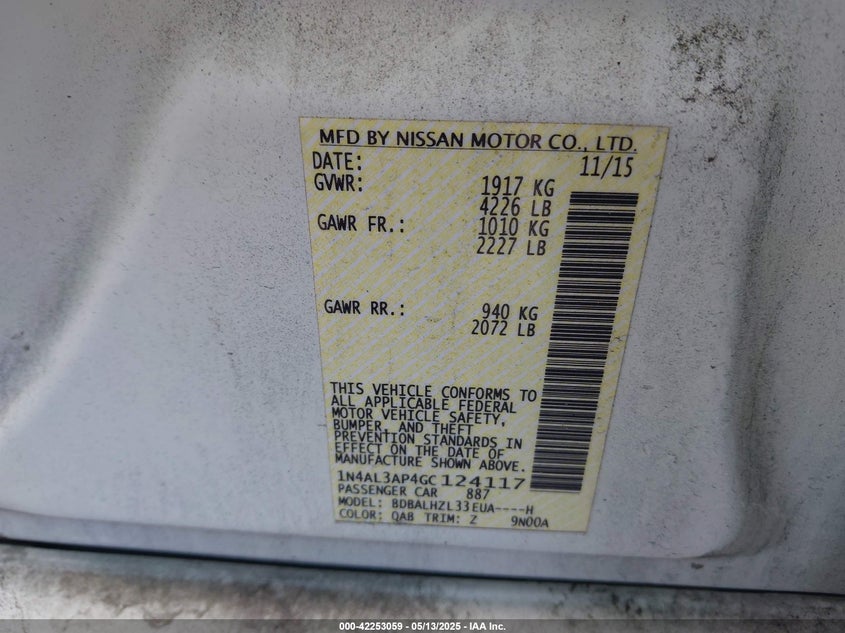 MFD BY NISSAN MOTOR CO., LTD.
DATE: 11/15
GVWR: 1917 KG
4226 LB
GAWR FR.: 1010 KG
2227 LB
GAWR RR.: 940 KG
2072 LB
THIS VEHICLE CONFORMS TO
ALL APPLICABLE FEDERAL
MOTOR VEHICLE SAFETY,
BUMPER, AND THEFT
PREVENTION STANDARDS IN
EFFECT ON THE DATE OF
MANUFACTURE SHOWN ABOVE.
1N4AL3AP4GC124117
PASSENGER CAR 887
MODEL: BDBALHZL33EUA----H
COLOR: QAB TRIM: Z 9N00A
000-42253059 - 05/13/2025 - IAA Inc.